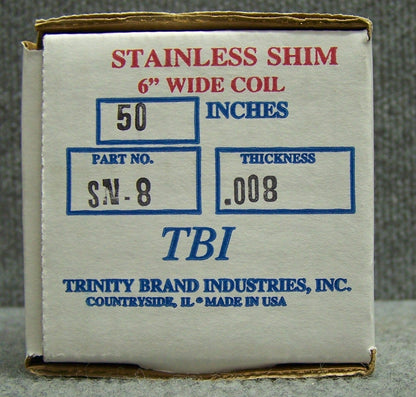 STAINLESS SHIM
6" WIDE COIL
50 INCHES
PART NO.
SN-8
THICKNESS
.008
TBI
TRINITY BRAND INDUSTRIES, INC.
COUNTRYSIDE, IL • MADE IN USA